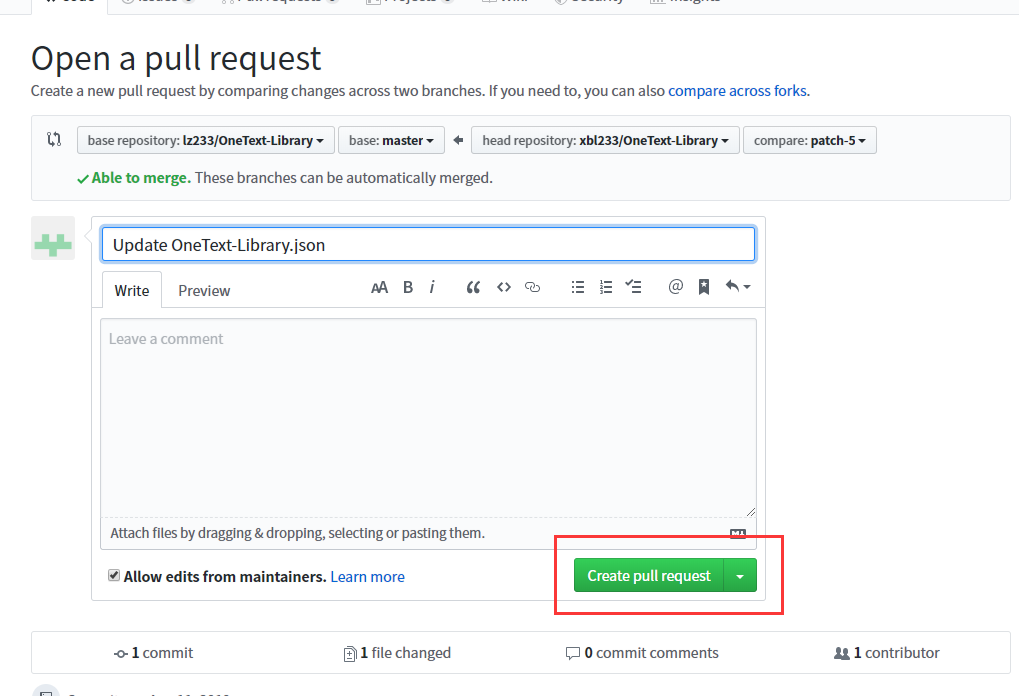 Open a pull request
Create a new pull request by comparing changes across two branches. If you need to, you can also compare across forks.
base repository: lz233/OneText-Library base: master head repository: xbl233/OneText-Library compare: patch-5
Able to merge. These branches can be automatically merged.
Update OneText-Library.json
Write Preview AA B i
Leave a comment
Attach files by dragging & dropping, selecting or pasting them.
Allow edits from maintainers. Learn more Create pull request
1 commit 1 file changed 0 commit comments 1 contributor